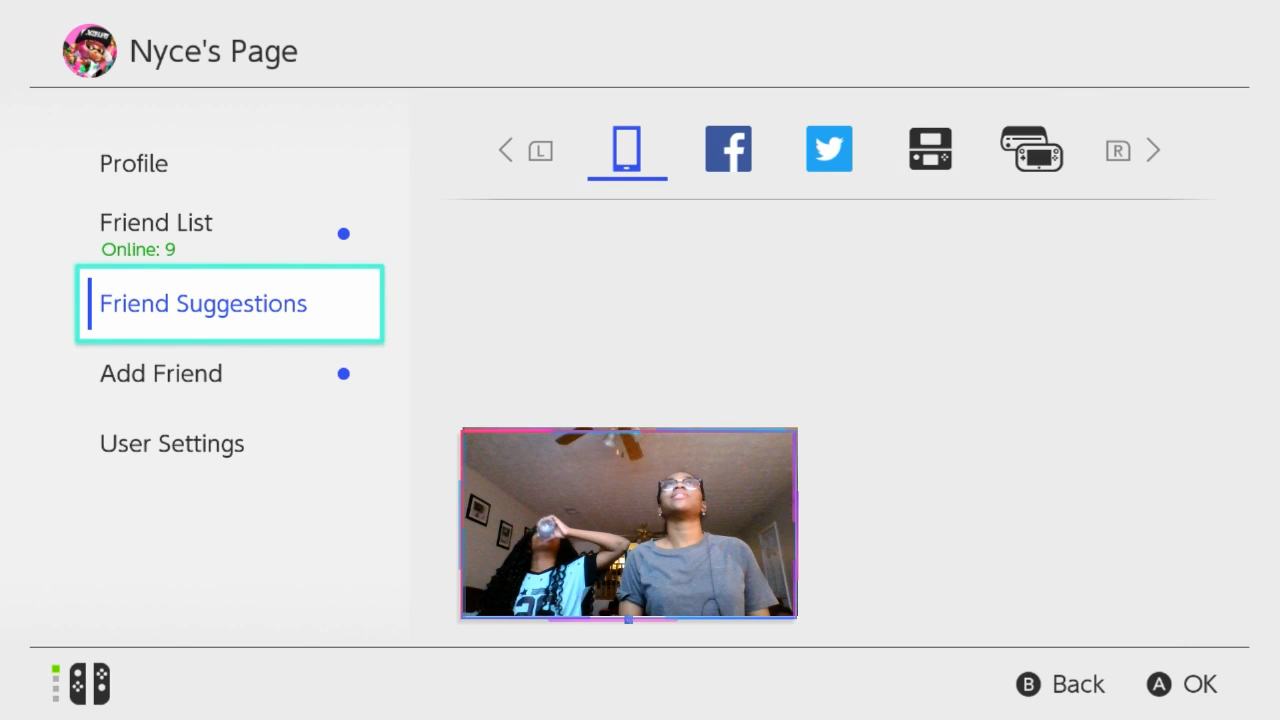 Nyce's Page
Profile
Friend List
Online: 9
Friend Suggestions
Add Friend
User Settings
L
R
B Back
A OK